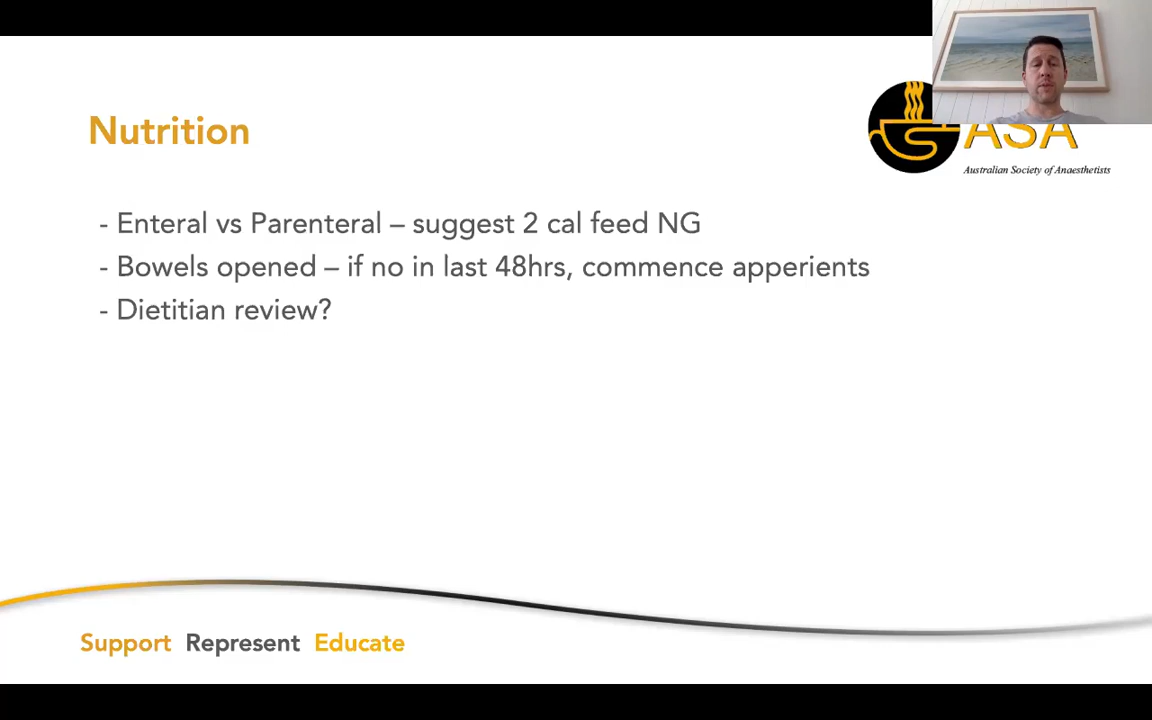 Nutrition
ASA
Australian Society of Anaesthetists
- Enteral vs Parenteral – suggest 2 cal feed NG
- Bowels opened – if no in last 48hrs, commence apperients
- Dietitian review?
Support Represent Educate